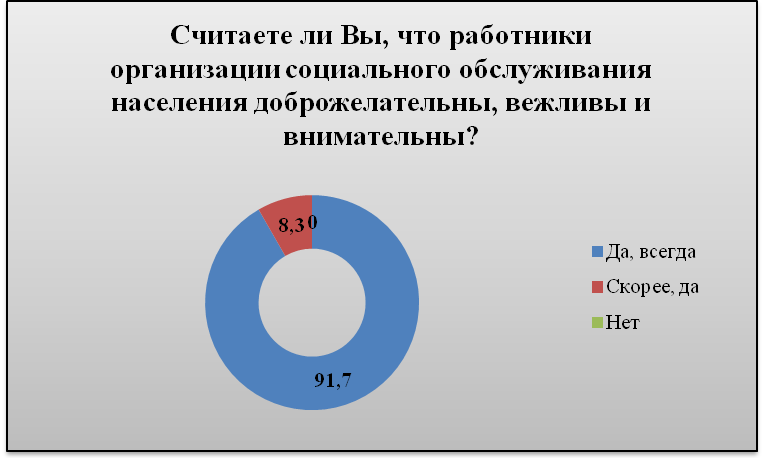 Считаете ли Вы, что работники
организации социального обслуживания
населения доброжелательны, вежливы и
внимательны?
8,3
0
91,7
Да, всегда
Скорее, да
Нет